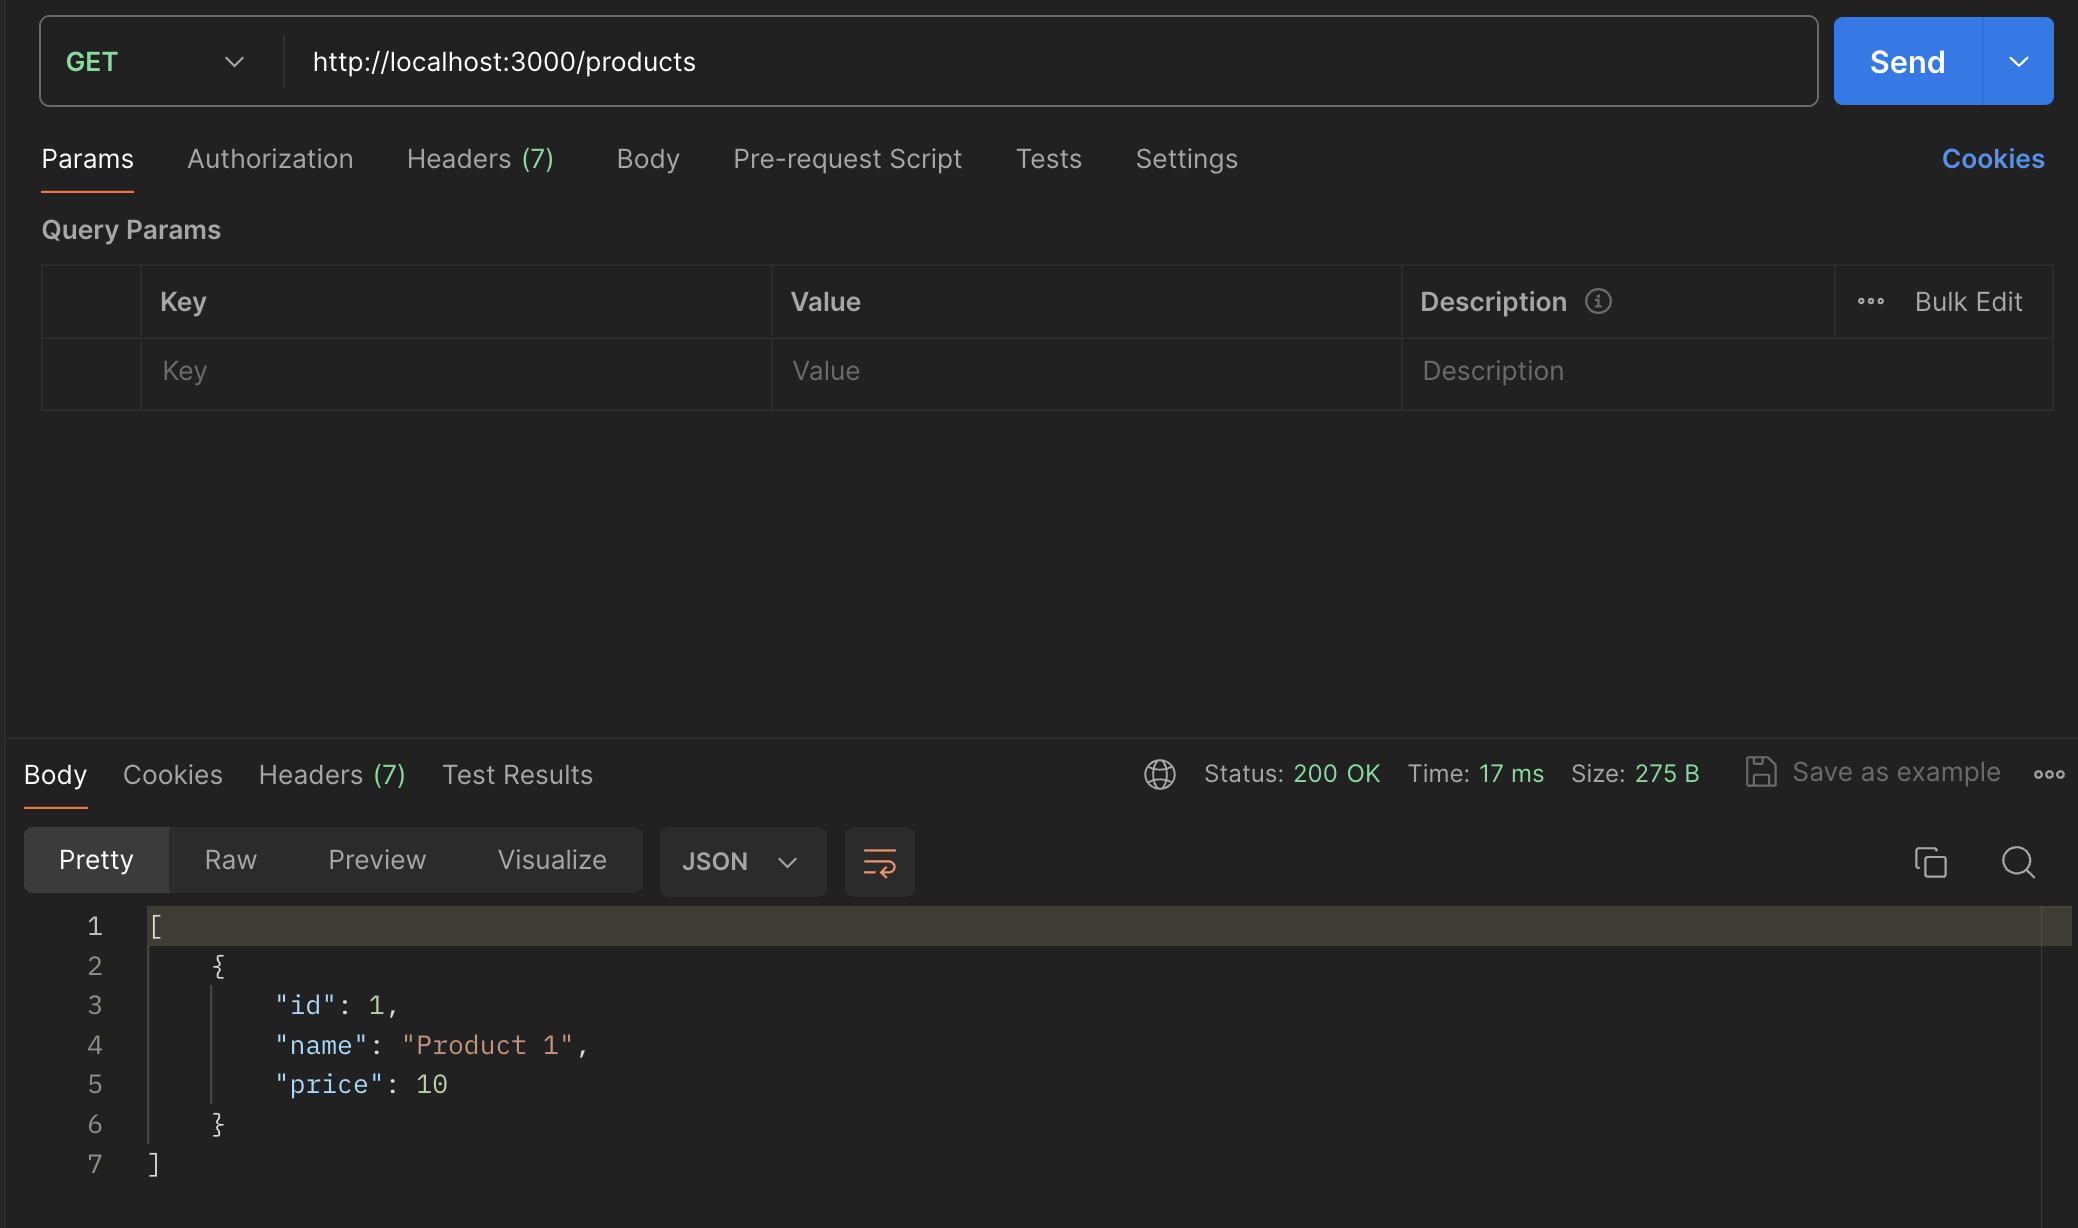 GET http://localhost:3000/products Send
Params Authorization Headers (7) Body Pre-request Script Tests Settings Cookies
Query Params
Key Value Description Bulk Edit
Key Value Description
Body Cookies Headers (7) Test Results Status: 200 OK Time: 17 ms Size: 275 B Save as example
Pretty Raw Preview Visualize JSON
1 [
2 {
3 "id": 1,
4 "name": "Product 1",
5 "price": 10
6 }
7 ]